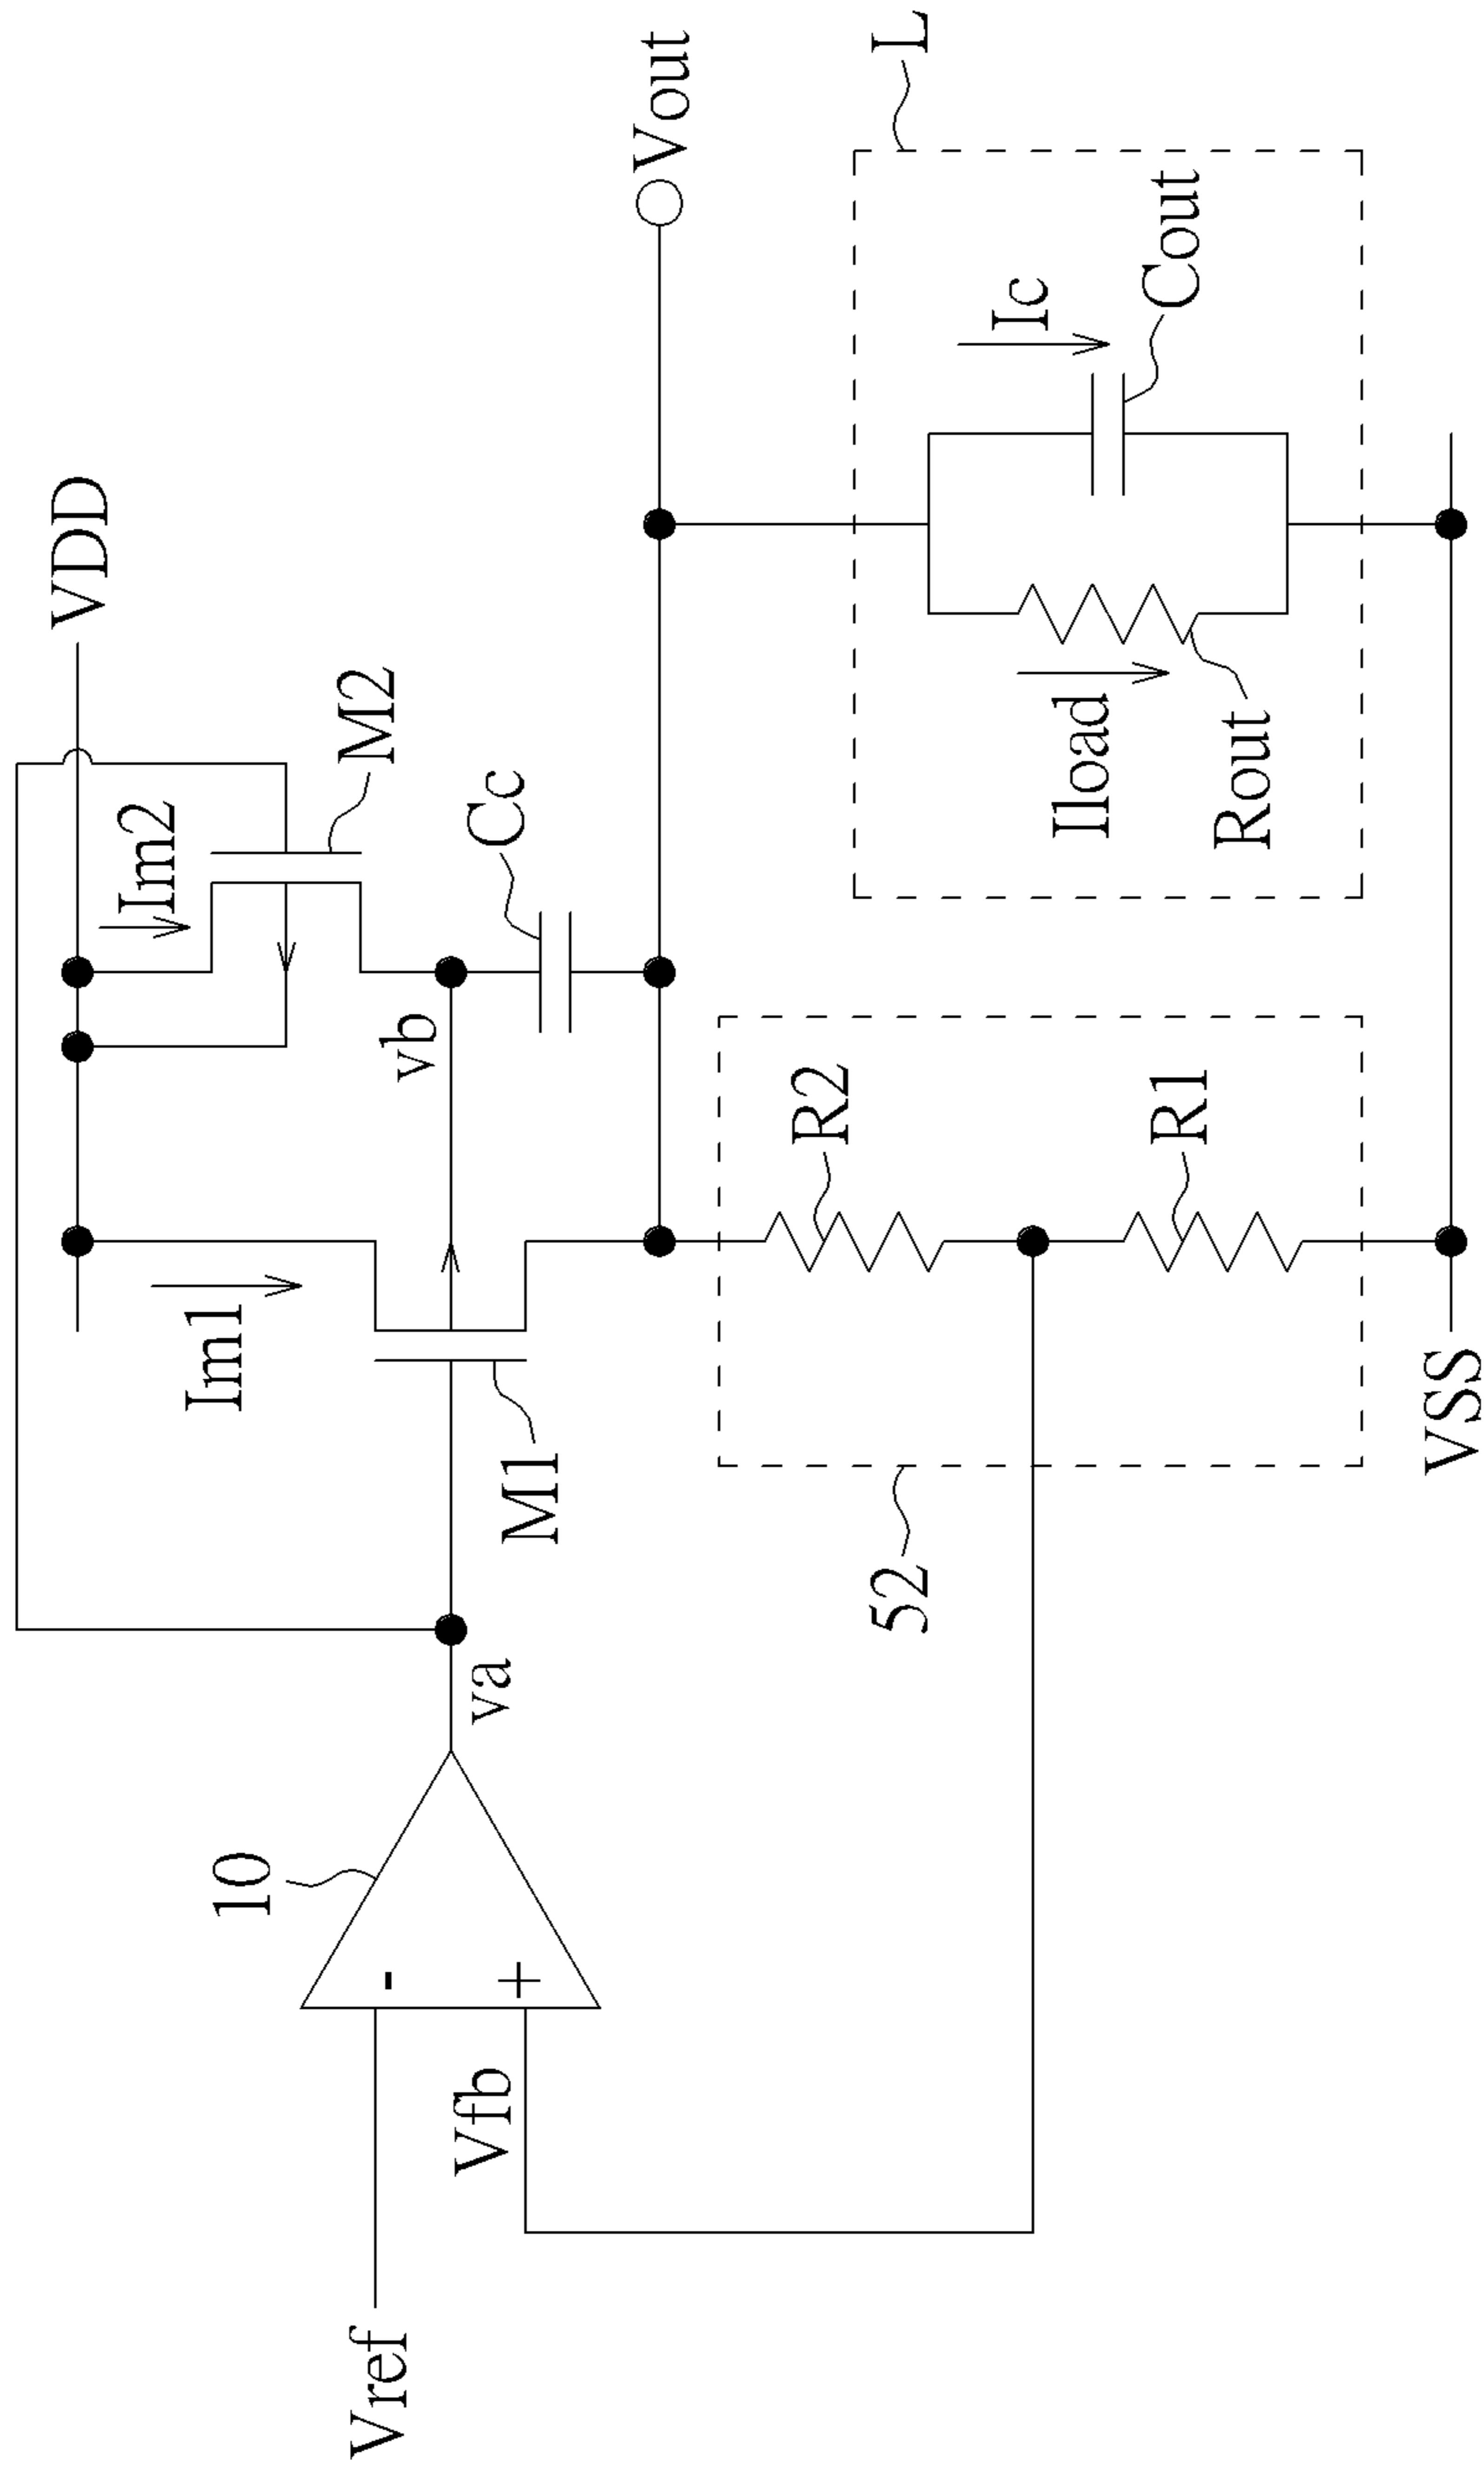 VDD
Im2
M2
Im1
vb
Cc
M1
Vout
10
va
-
+
Vref
Vfb
52
R2
R1
L
Ic
Cout
Iload
Rout
VSS